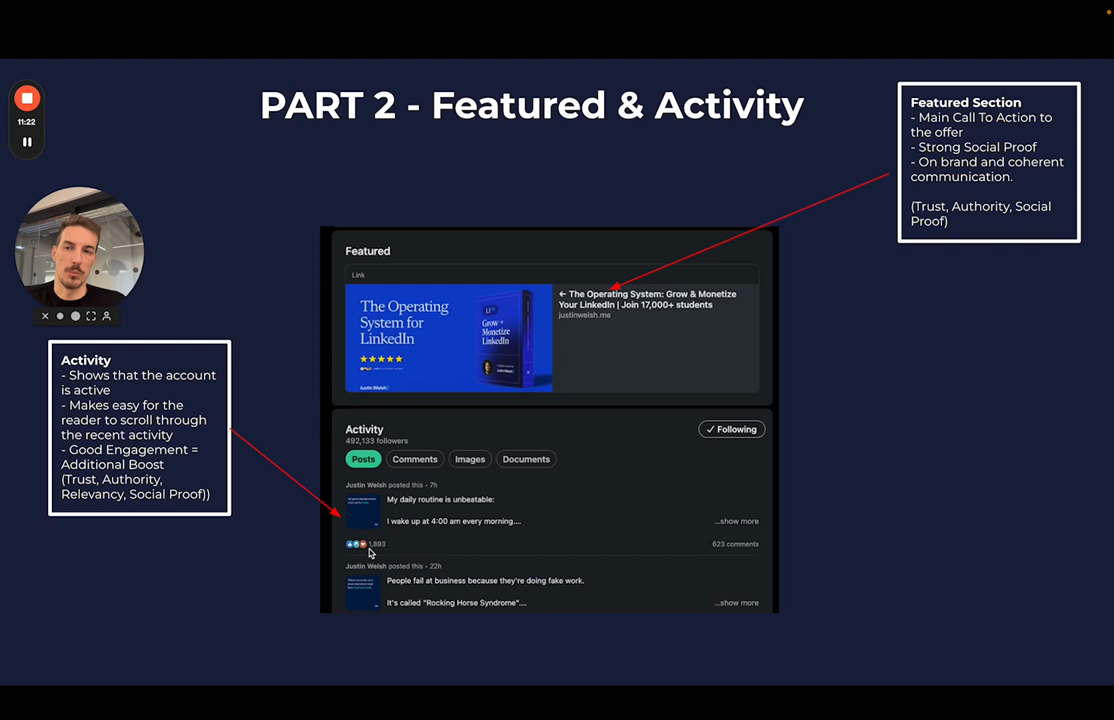 PART 2 - Featured & Activity
11:22
Featured Section
- Main Call To Action to
the offer
- Strong Social Proof
- On brand and coherent
communication.
(Trust, Authority, Social
Proof)
Activity
- Shows that the account
is active
- Makes easy for the
reader to scroll through
the recent activity
- Good Engagement =
Additional Boost
(Trust, Authority,
Relevancy, Social Proof))
Featured
Link
The Operating
System for
LinkedIn
Justin Welsh
Grow +
Monetize
LinkedIn
← The Operating System: Grow & Monetize
Your LinkedIn | Join 17,000+ students
justinwelsh.me
Activity
492,133 followers
✓ Following
Posts
Comments
Images
Documents
Justin Welsh posted this • 7h
My daily routine is unbeatable:
I wake up at 4:00 am every morning....
...show more
1,893
623 comments
Justin Welsh posted this • 22h
People fail at business because they're doing fake work.
It's called "Rocking Horse Syndrome"....
...show more